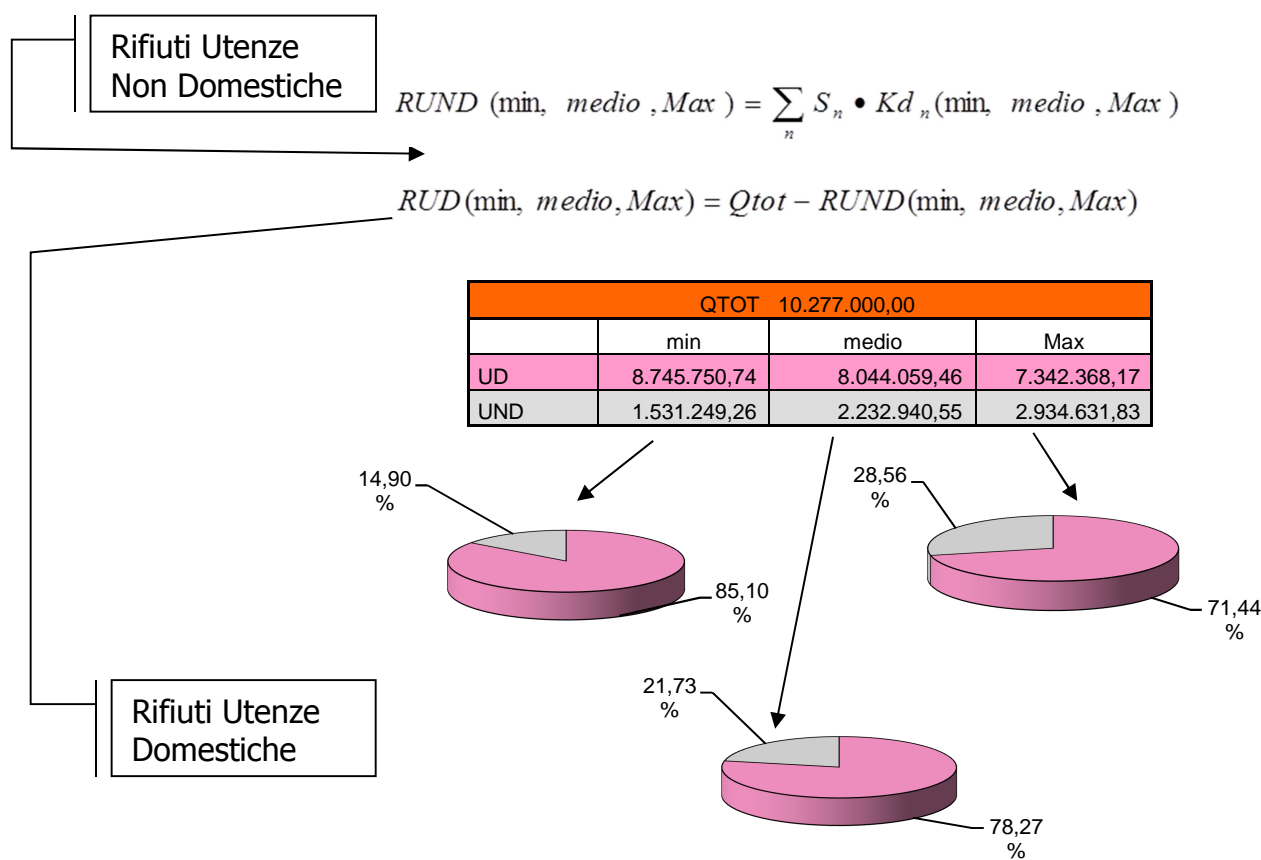 Rifiuti Utenze
Non Domestiche
RUND (min, medio , Max ) = ∑ n S n • Kd n (min, medio , Max )
RUD(min, medio, Max) = Qtot − RUND(min, medio, Max)
QTOT 10.277.000,00
min medio Max
UD 8.745.750,74 8.044.059,46 7.342.368,17
UND 1.531.249,26 2.232.940,55 2.934.631,83
14,90
%
85,10
%
28,56
%
71,44
%
21,73
%
78,27
%
Rifiuti Utenze
Domestiche